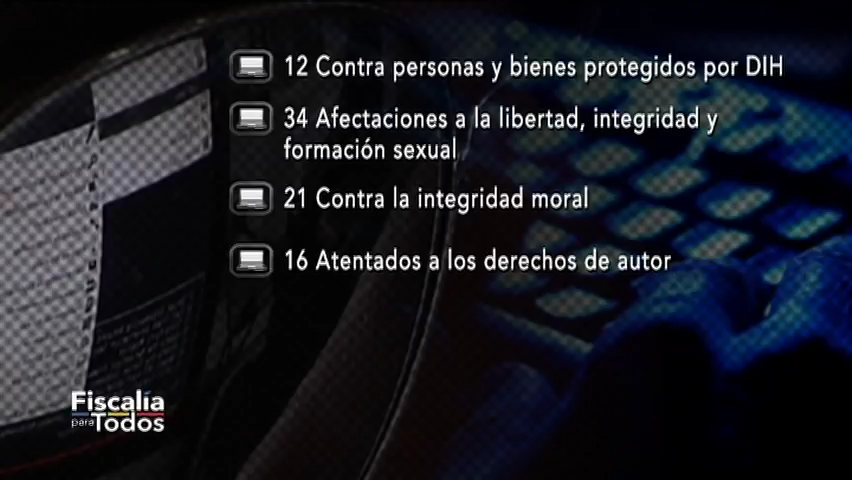 12 Contra personas y bienes protegidos por DIH
34 Afectaciones a la libertad, integridad y
formación sexual
21 Contra la integridad moral
16 Atentados a los derechos de autor
Fiscalía
para Todos